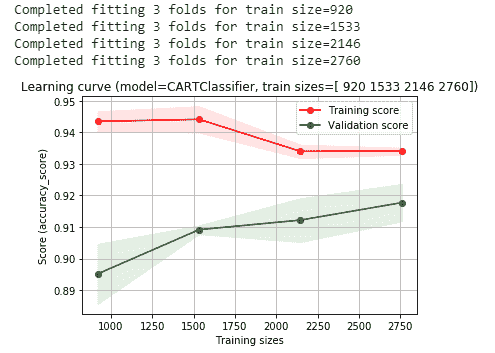 Completed fitting 3 folds for train size=920
Completed fitting 3 folds for train size=1533
Completed fitting 3 folds for train size=2146
Completed fitting 3 folds for train size=2760
Learning curve (model=CARTClassifier, train sizes=[ 920 1533 2146 2760])
Training score
Validation score
0.95
0.94
0.93
0.92
0.91
0.90
0.89
Score (accuracy_score)
1000 1250 1500 1750 2000 2250 2500 2750
Training sizes